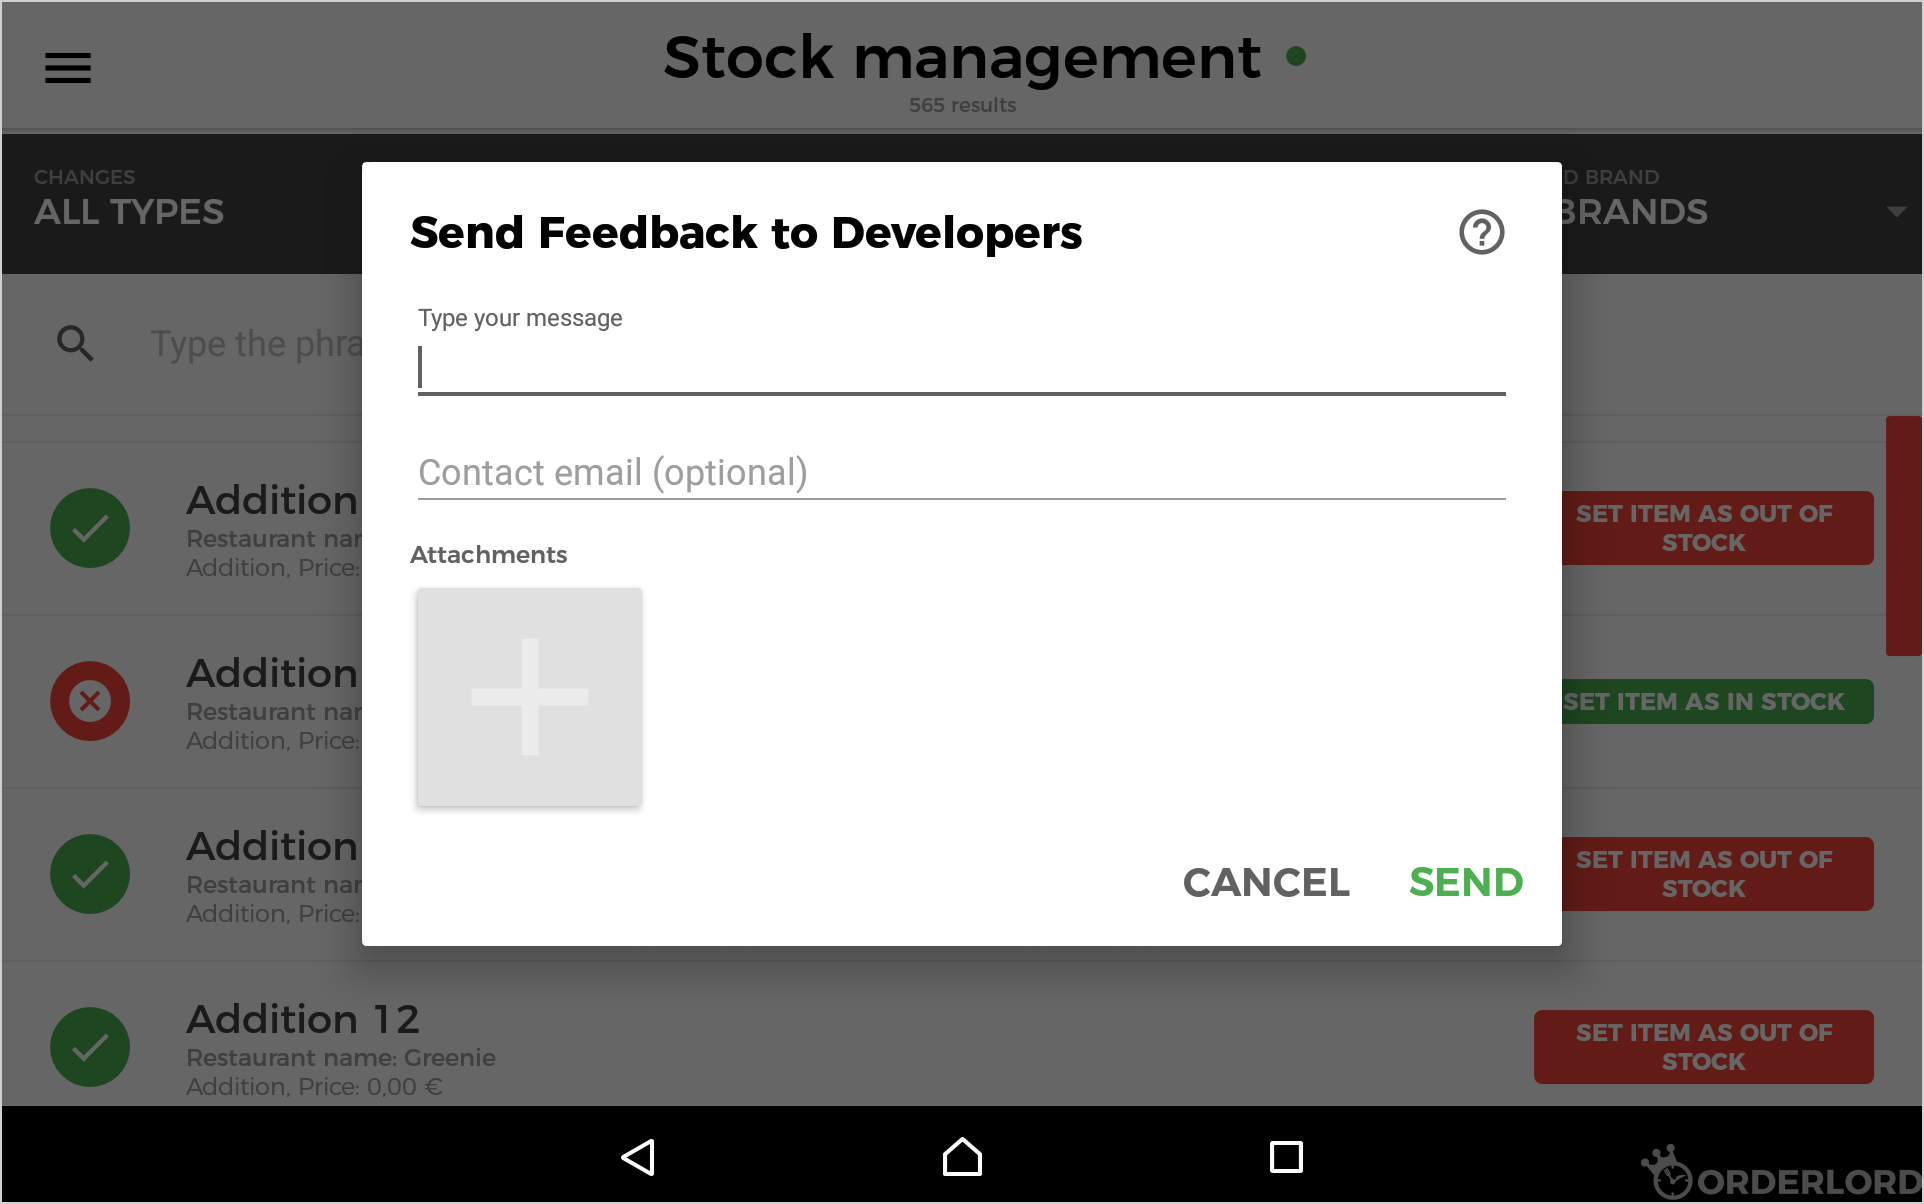 Stock management
565 results
CHANGES
ALL TYPES
D BRAND
BRANDS
Send Feedback to Developers
Type your message
Type the phra
Contact email (optional)
Attachments
Addition
Restaurant nar
Addition, Price:
SET ITEM AS OUT OF
STOCK
Addition
Restaurant nar
Addition, Price:
SET ITEM AS IN STOCK
Addition
Restaurant nar
Addition, Price:
SET ITEM AS OUT OF
STOCK
CANCEL
SEND
Addition 12
Restaurant name: Greenie
Addition, Price: 0,00 €
SET ITEM AS OUT OF
STOCK
ORDERLORD